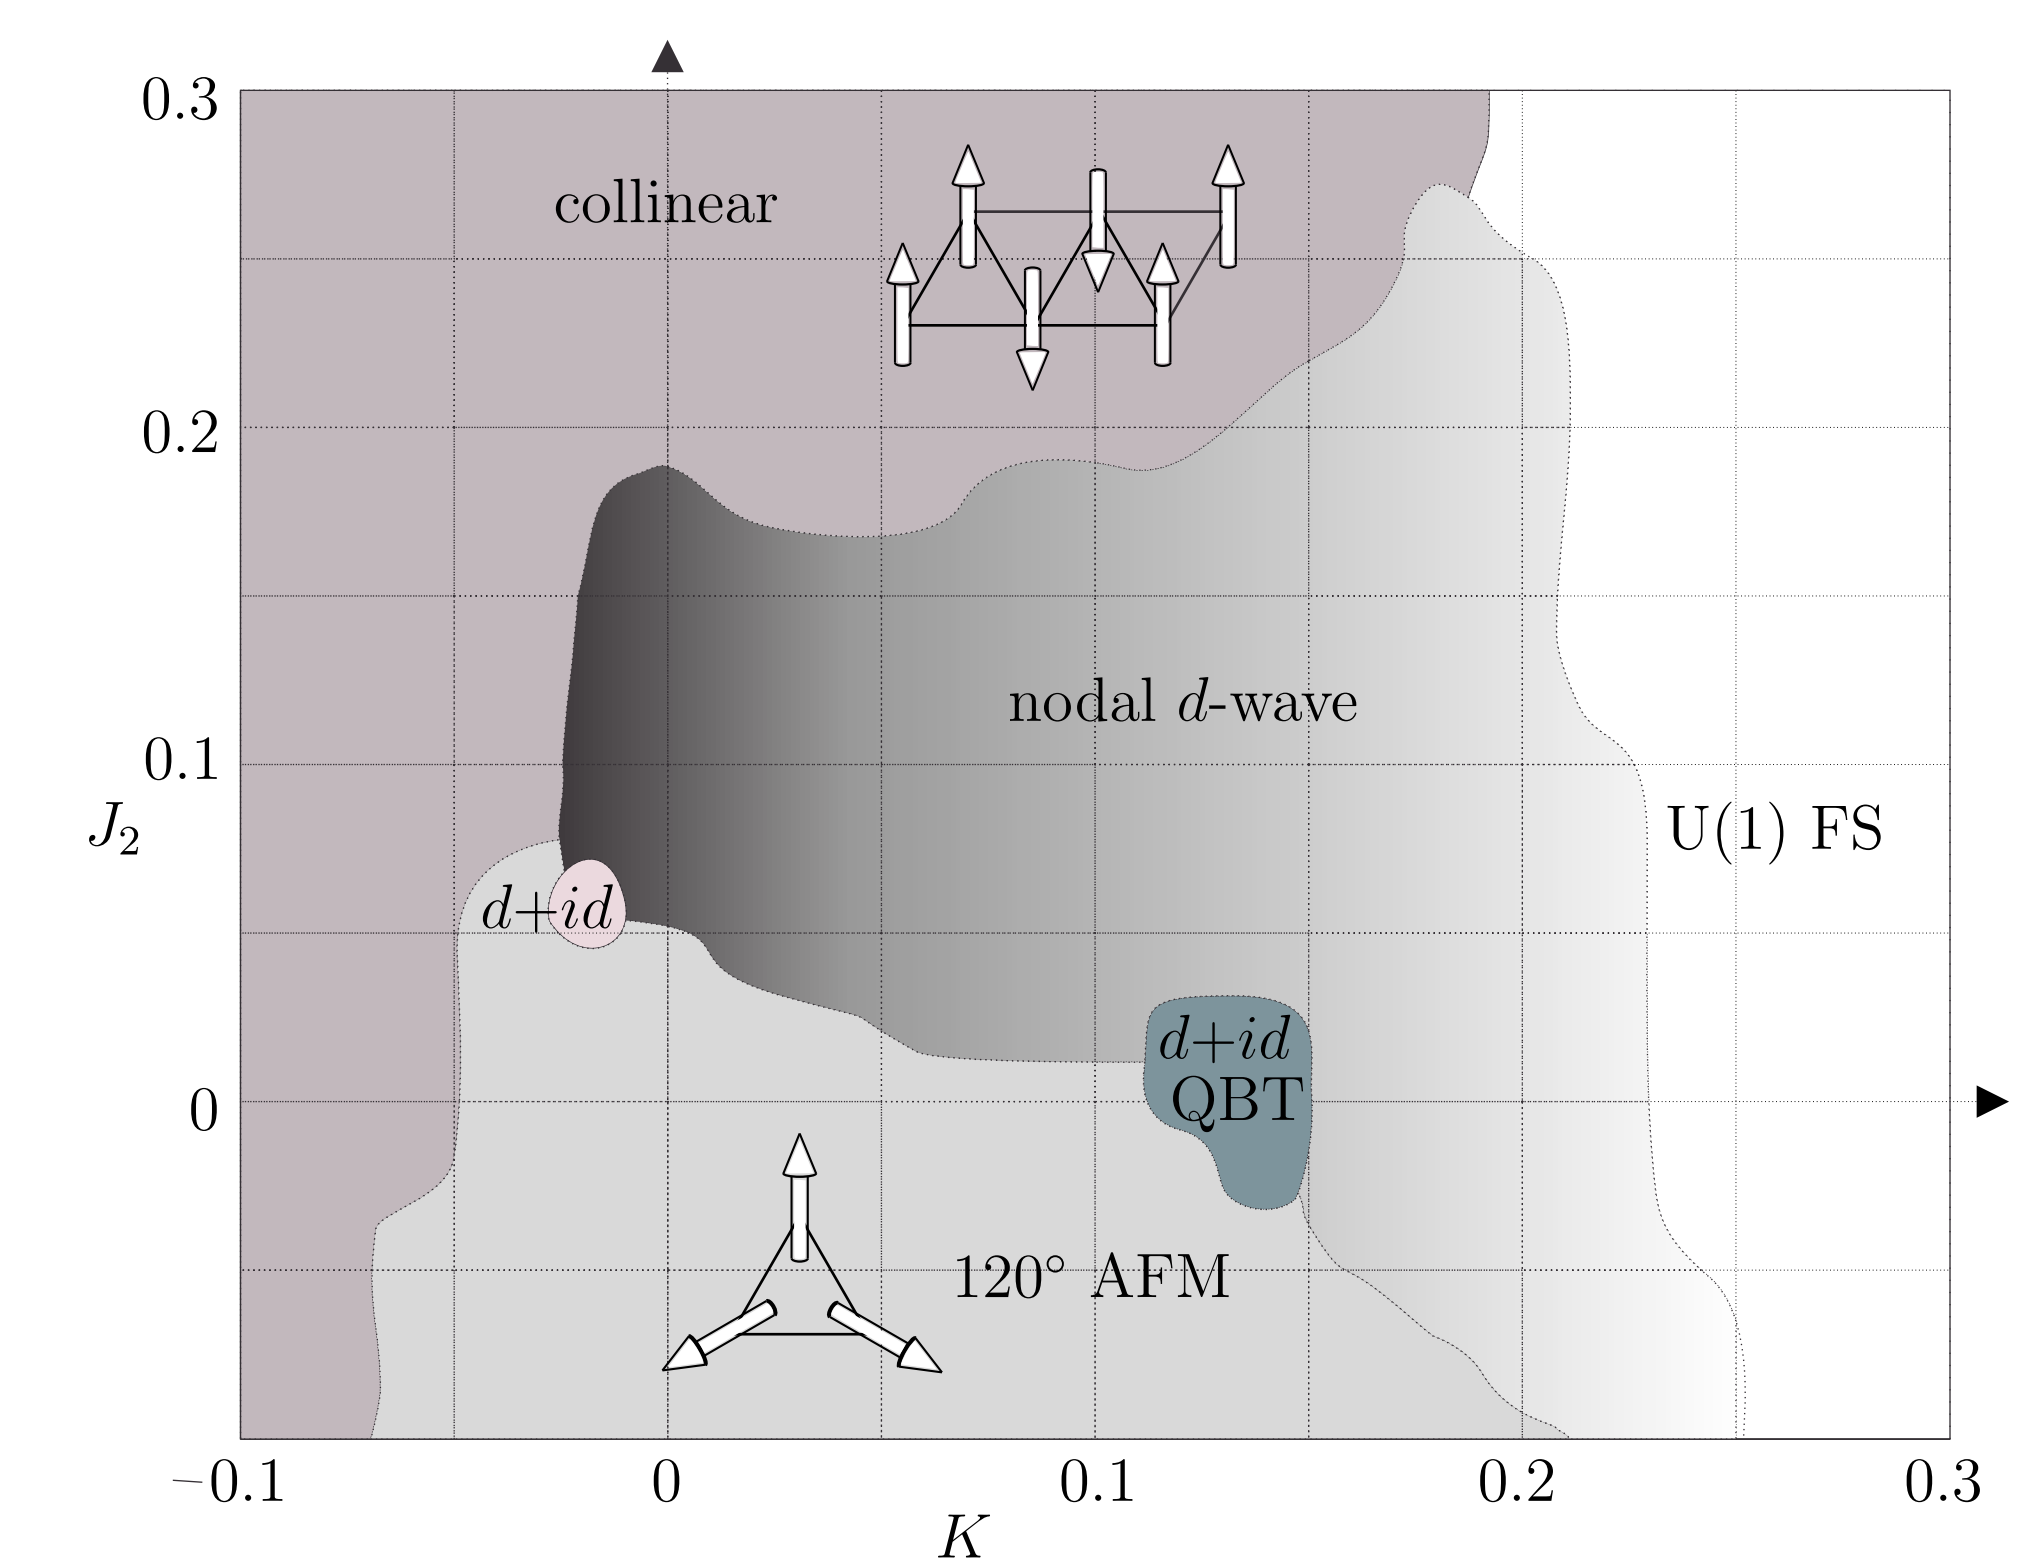 0.3
collinear
0.2
nodal d-wave
0.1
J₂
U(1) FS
d+id
d+id
QBT
0
120° AFM
−0.1
0
0.1
0.2
0.3
K